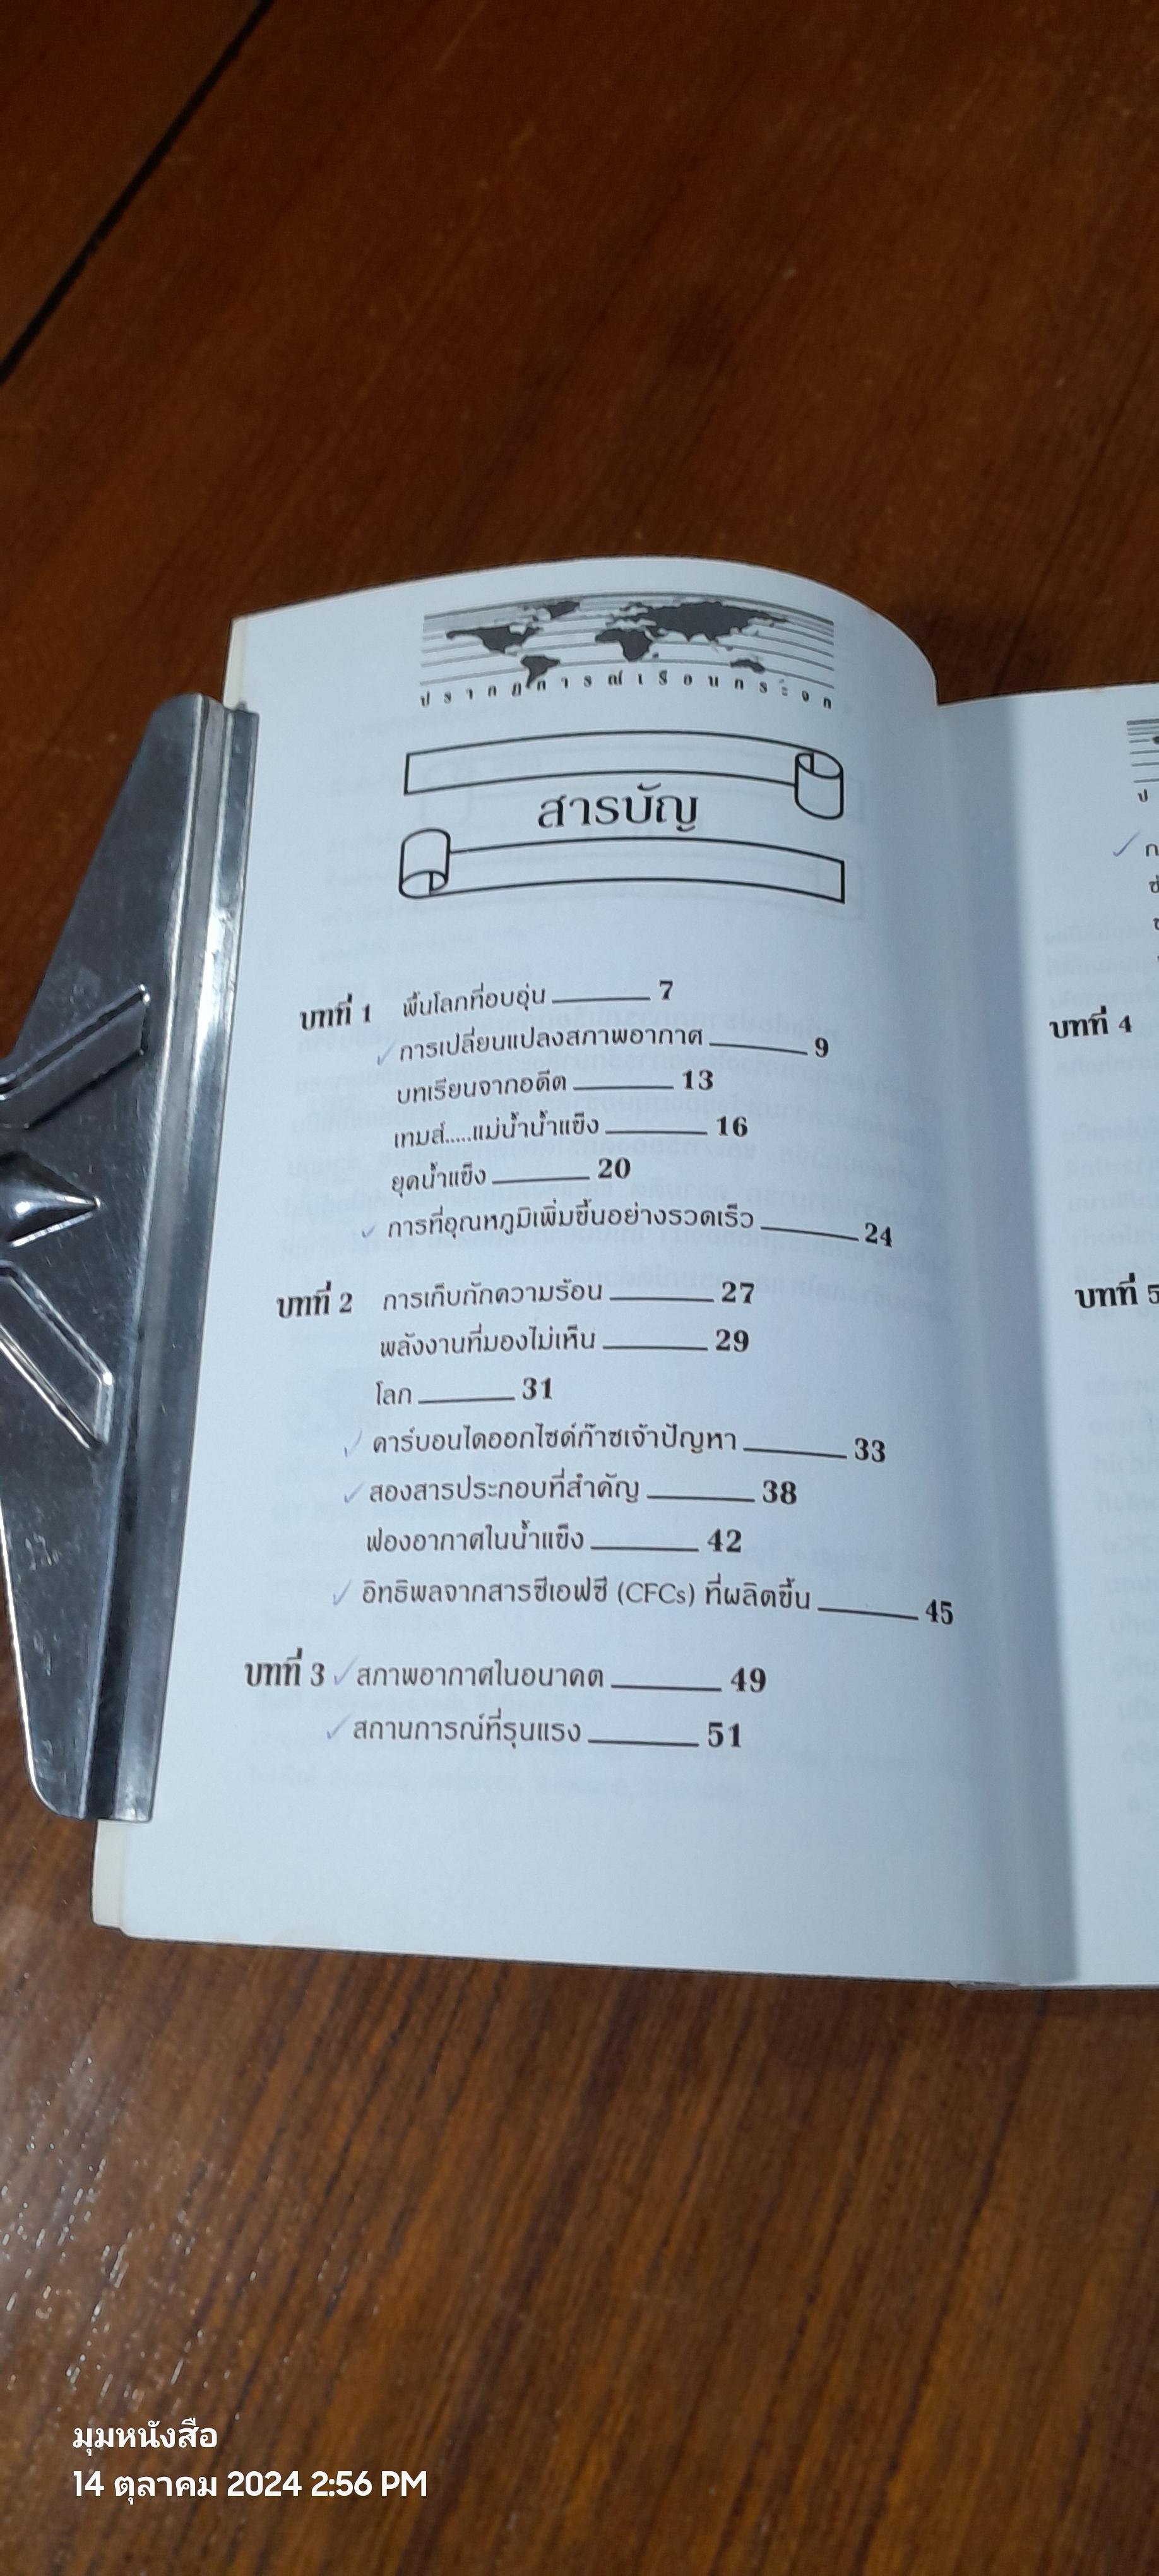 ปรากฏการณ์เรือนกระจก
สารบัญ
บทที่ 1 พื้นโลกที่อบอุ่น 7
การเปลี่ยนแปลงสภาพอากาศ 9
บทเรียนจากอดีต 13
เทมส์.....แม่น้ำน้ำแข็ง 16
ยุดน้ำแข็ง 20
การที่อุณหภูมิเพิ่มขึ้นอย่างรวดเร็ว 24
บทที่ 2 การเก็บกักความร้อน 27
พลังงานที่มองไม่เห็น 29
โลก 31
คาร์บอนไดออกไซด์ก๊าซเจ้าปัญหา 33
สองสารประกอบที่สำคัญ 38
ฟองอากาศในน้ำแข็ง 42
อิทธิพลจากสารซีเอฟซี (CFCs) ที่ผลิตขึ้น 45
บทที่ 3 สภาพอากาศในอนาคต 49
สถานการณ์ที่รุนแรง 51
ป
บทที่ 4
บทที่ 5
มุมหนังสือ
14 ตุลาคม 2024 2:56 PM